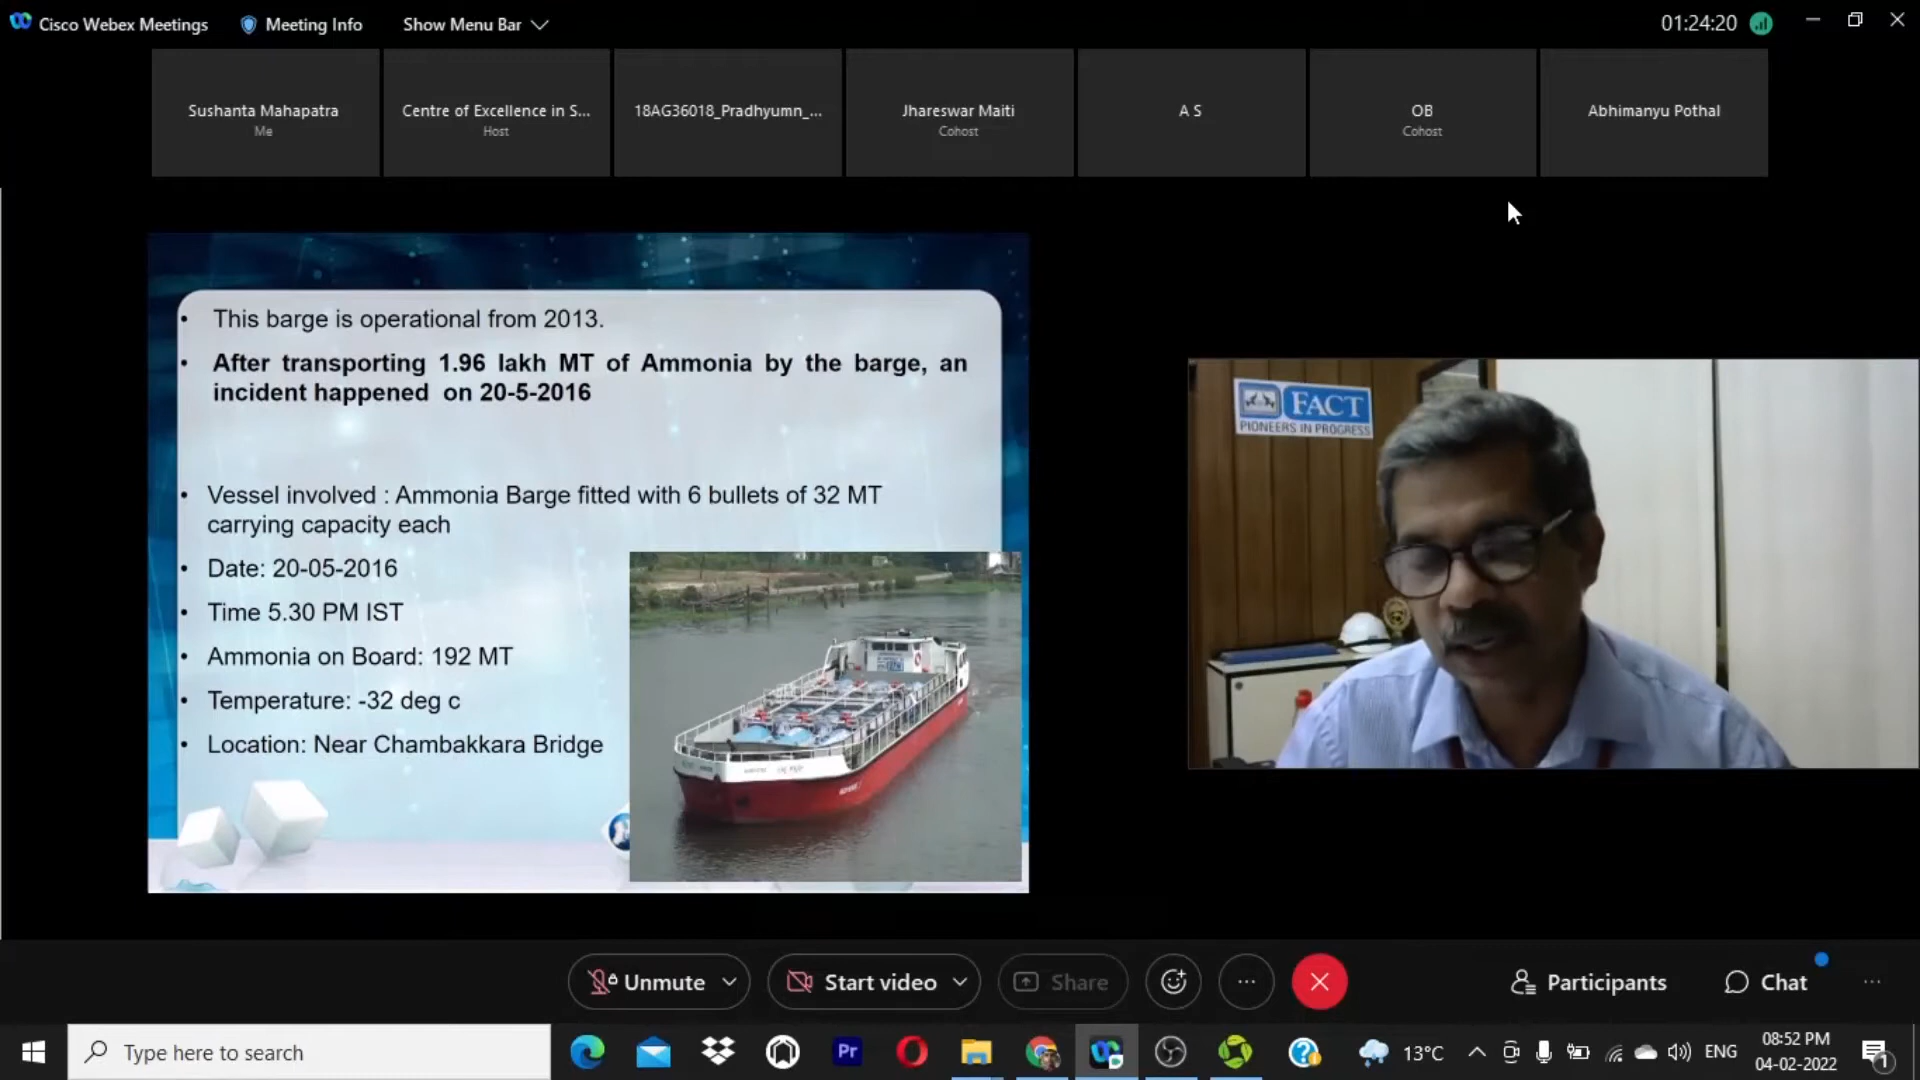 Cisco Webex Meetings
Meeting Info
Show Menu Bar
01:24:20
Sushanta Mahapatra
Me
Centre of Excellence in S...
Host
18AG36018_Pradhyumn_...
Jhareswar Maiti
Cohost
A S
OB
Cohost
Abhimanyu Pothal
• This barge is operational from 2013.
• After transporting 1.96 lakh MT of Ammonia by the barge, an
incident happened on 20-5-2016
• Vessel involved : Ammonia Barge fitted with 6 bullets of 32 MT
carrying capacity each
• Date: 20-05-2016
• Time 5.30 PM IST
• Ammonia on Board: 192 MT
• Temperature: -32 deg c
• Location: Near Chambakkara Bridge
FACT
FACT
PIONEERS IN PROGRESS
Unmute
Start video
Share
Participants
Chat
Type here to search
Pr
13°C
ENG
08:52 PM
04-02-2022
1